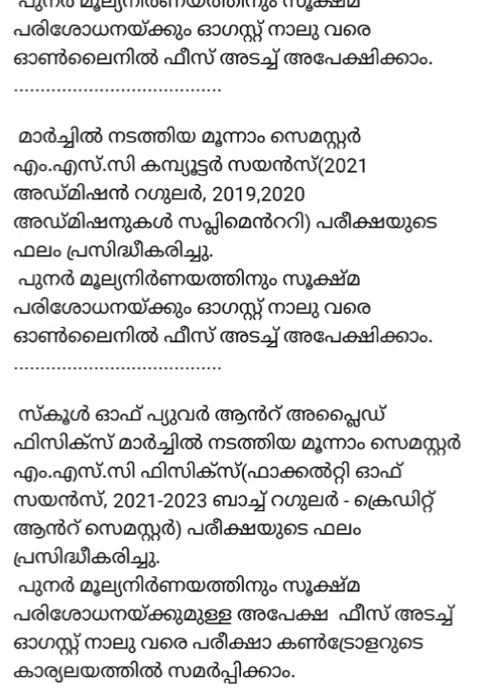 പുനർ മൂല്യനിർണയത്തിനും സൂക്ഷ്മ
പരിശോധനയ്ക്കും ഓഗസ്റ്റ് നാലു വരെ
ഓൺലൈനിൽ ഫീസ് അടച്ച് അപേക്ഷിക്കാം.
......................................
മാർച്ചിൽ നടത്തിയ മൂന്നാം സെമസ്റ്റർ
എം.എസ്.സി കമ്പ്യൂട്ടർ സയൻസ്(2021
അഡ്മിഷൻ റഗുലർ, 2019,2020
അഡ്മിഷനുകൾ സപ്ലിമെൻററി) പരീക്ഷയുടെ
ഫലം പ്രസിദ്ധീകരിച്ചു.
പുനർ മൂല്യനിർണയത്തിനും സൂക്ഷ്മ
പരിശോധനയ്ക്കും ഓഗസ്റ്റ് നാലു വരെ
ഓൺലൈനിൽ ഫീസ് അടച്ച് അപേക്ഷിക്കാം.
......................................
സ്കൂൾ ഓഫ് പ്യുവർ ആൻറ് അപ്ലൈഡ്
ഫിസിക്സ് മാർച്ചിൽ നടത്തിയ മൂന്നാം സെമസ്റ്റർ
എം.എസ്.സി ഫിസിക്സ്(ഫാക്കൽറ്റി ഓഫ്
സയൻസ്, 2021-2023 ബാച്ച് റഗുലർ - ക്രെഡിറ്റ്
ആൻറ് സെമസ്റ്റർ) പരീക്ഷയുടെ ഫലം
പ്രസിദ്ധീകരിച്ചു.
പുനർ മൂല്യനിർണയത്തിനും സൂക്ഷ്മ
പരിശോധനയ്ക്കുമുള്ള അപേക്ഷ ഫീസ് അടച്ച്
ഓഗസ്റ്റ് നാലു വരെ പരീക്ഷാ കൺട്രോളറുടെ
കാര്യലയത്തിൽ സമർപ്പിക്കാം.